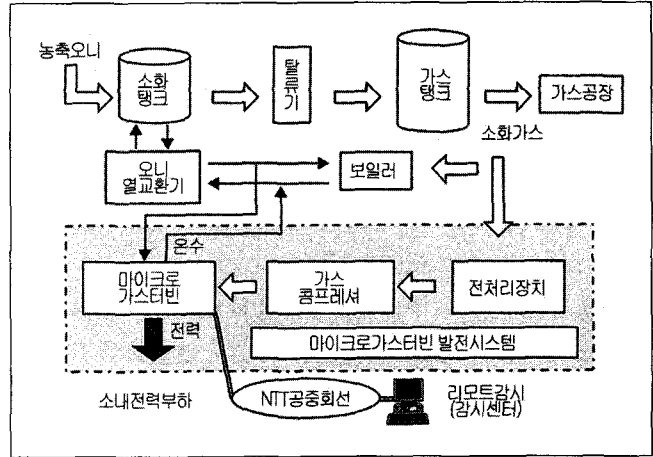 농축오니
소화
탱크
탈
류
기
가스
탱크
가스공장
소화가스
오니
열교환기
보일러
온수
마이크로
가스터빈
가스
콤프레셔
전처리장치
전력
마이크로가스터빈 발전시스템
소내전력부하
NTT공중회선
리모트감시
(감시센터)